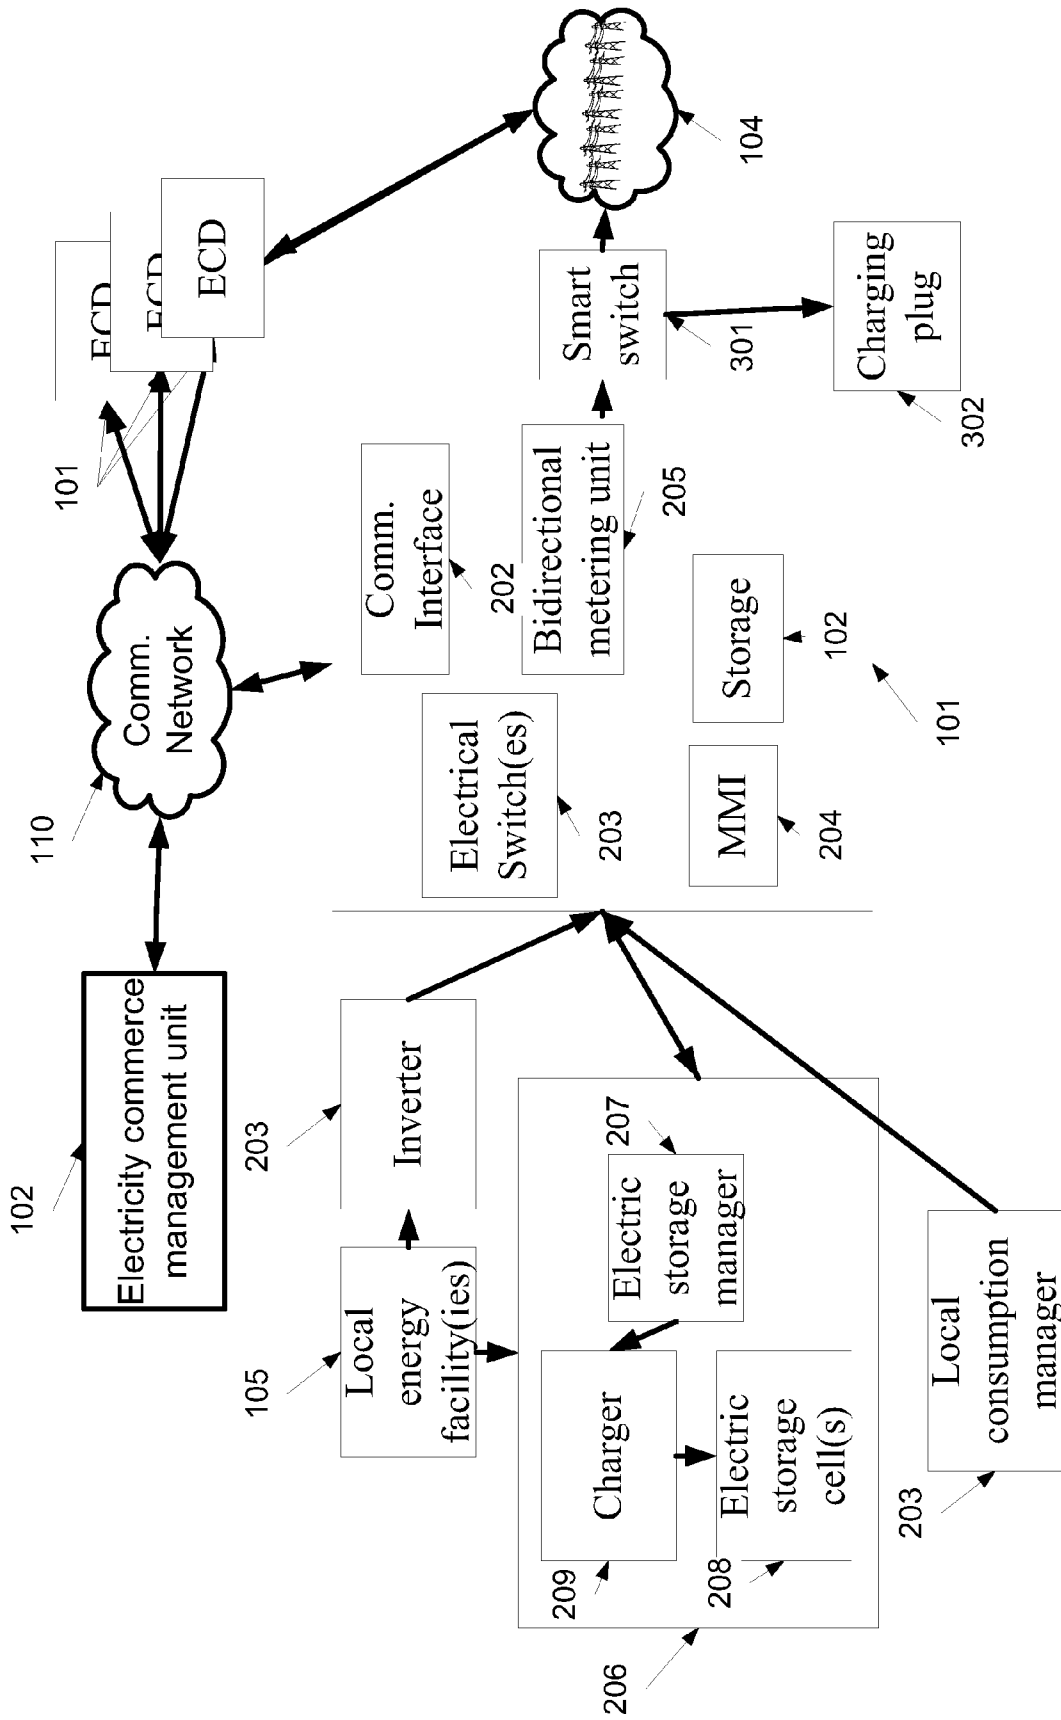 102
Electricity commerce
management unit
110
Comm.
Network
101
ECD
ECD
ECD
104
105
Local
energy
facility(ies)
203
Inverter
Electrical
Switch(es)
203
Comm.
Interface
202
Bidirectional
metering unit
205
Smart
switch
301
Charging
plug
302
MMI
204
Storage
102
101
206
Charger
209
Electric
storage
manager
207
Electric
storage
cell(s)
208
Local
consumption
manager
203